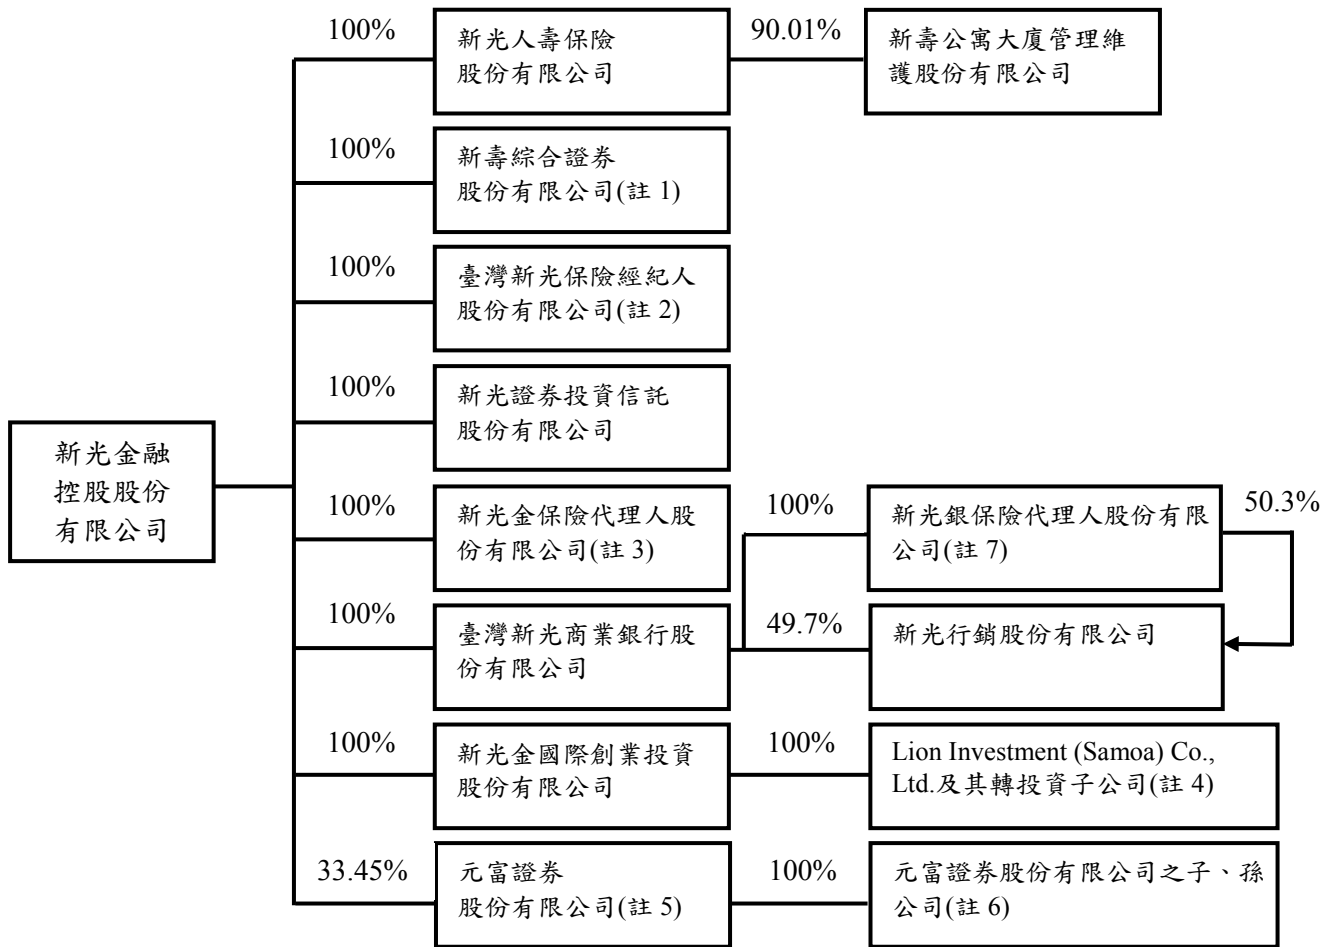 100%
新光人壽保險
股份有限公司
90.01%
新壽公寓大廈管理維
護股份有限公司
100%
新壽綜合證券
股份有限公司(註 1)
100%
臺灣新光保險經紀人
股份有限公司(註 2)
100%
新光證券投資信託
股份有限公司
新光金融
控股股份
有限公司
100%
新光金保險代理人股
份有限公司(註 3)
100%
新光銀保險代理人股份有限
公司(註 7)
50.3%
100%
臺灣新光商業銀行股
份有限公司
49.7%
新光行銷股份有限公司
100%
新光金國際創業投資
股份有限公司
100%
Lion Investment (Samoa) Co.,
Ltd.及其轉投資子公司(註 4)
33.45%
元富證券
股份有限公司(註 5)
100%
元富證券股份有限公司之子、孫
公司(註 6)